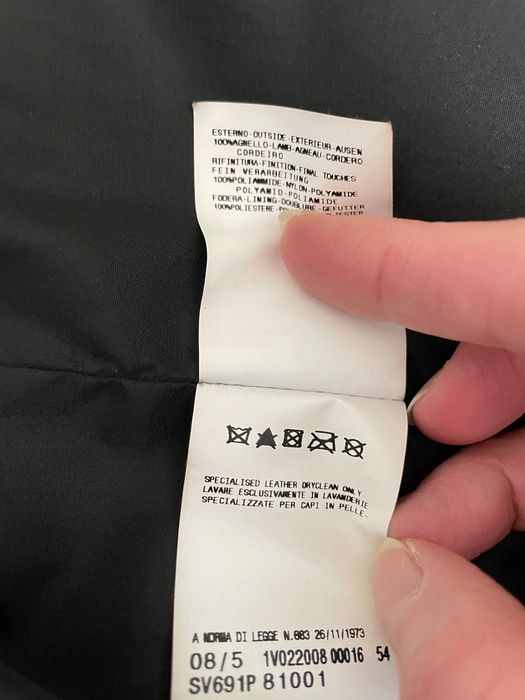 ESTERNO-OUTSIDE-EXTERIEUR-AUSEN
100%AGNELLO-LAMB-AGNEAU-CORDERO
CORDEIRO
RIFINITURA-FINITION-FINAL TOUCHES
FEIN VERARBEITUNG
100%POLIAMMIDE-NYLON-POLYAMIDE
POLYAMID-POLIAMIDE
FODERA-LINING-DOUBLURE-GEFUTTER
100%POLIESTERE
SPECIALISED LEATHER DRYCLEAN ONLY.
LAVARE ESCLUSIVAMENTE IN LAVANDERIE
SPECIALIZZATE PER CAPI IN PELLE.
A NORMA DI LEGGE N.883 26/11/1973
08/5 1V022008 00016 54
SV691P 81001